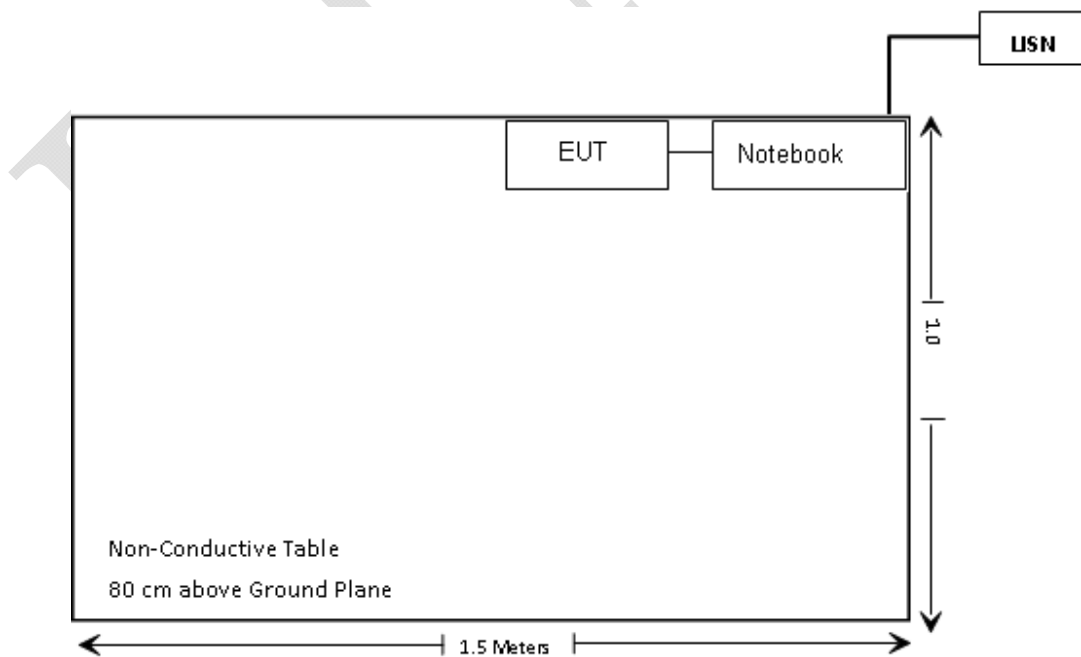 LISN
EUT
Notebook
1.0
Non-Conductive Table
80 cm above Ground Plane
1.5 Meters